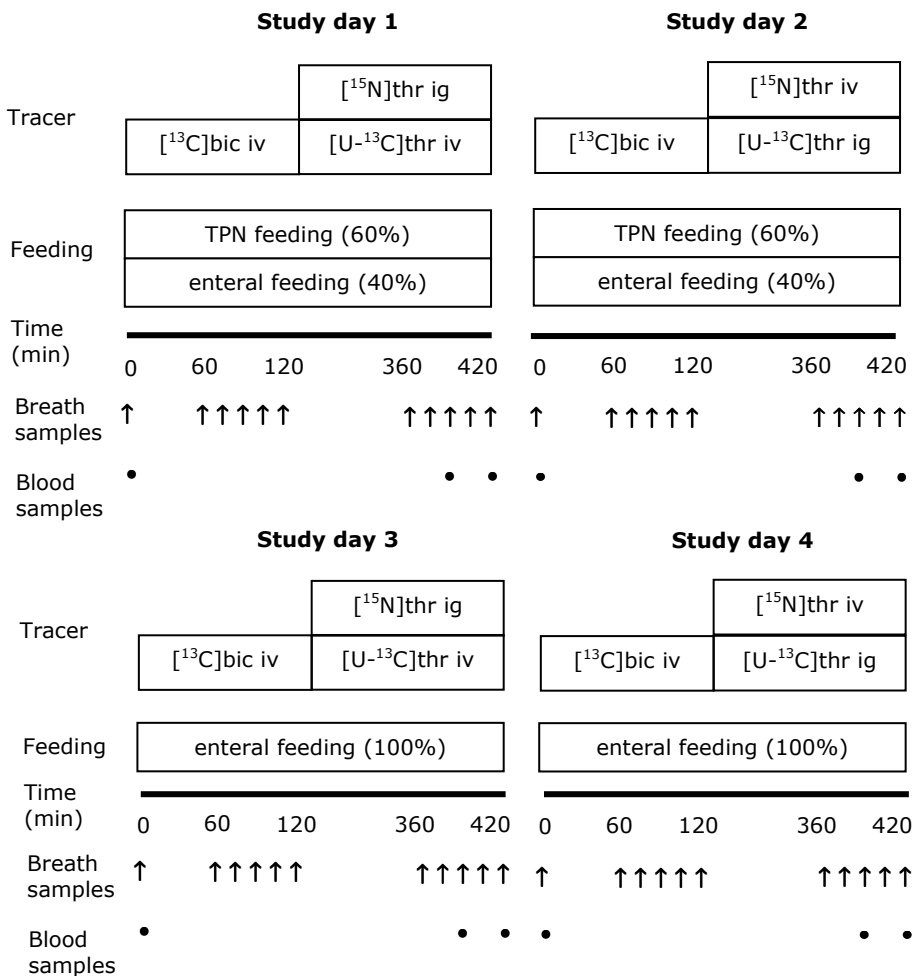 Study day 1
Study day 2
Tracer
[¹⁵N]thr ig
[¹³C]bic iv
[U-¹³C]thr iv
[¹⁵N]thr iv
[¹³C]bic iv
[U-¹³C]thr ig
Feeding
TPN feeding (60%)
enteral feeding (40%)
TPN feeding (60%)
enteral feeding (40%)
Time
(min)
0 60 120 360 420
0 60 120 360 420
Breath
samples
Blood
samples
Study day 3
Study day 4
Tracer
[¹⁵N]thr ig
[¹³C]bic iv
[U-¹³C]thr iv
[¹⁵N]thr iv
[¹³C]bic iv
[U-¹³C]thr ig
Feeding
enteral feeding (100%)
enteral feeding (100%)
Time
(min)
0 60 120 360 420
0 60 120 360 420
Breath
samples
Blood
samples